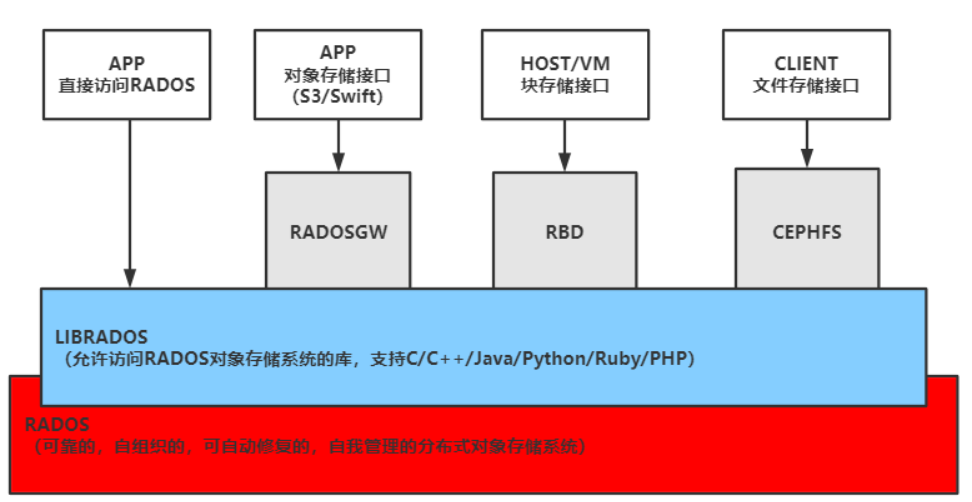 APP
直接访问RADOS
APP
对象存储接口
（S3/Swift）
HOST/VM
块存储接口
CLIENT
文件存储接口
RADOSGW
RBD
CEPHFS
LIBRADOS
（允许访问RADOS对象存储系统的库，支持C/C++/Java/Python/Ruby/PHP）
RADOS
（可靠的，自组织的，可自动修复的，自我管理的分布式对象存储系统）